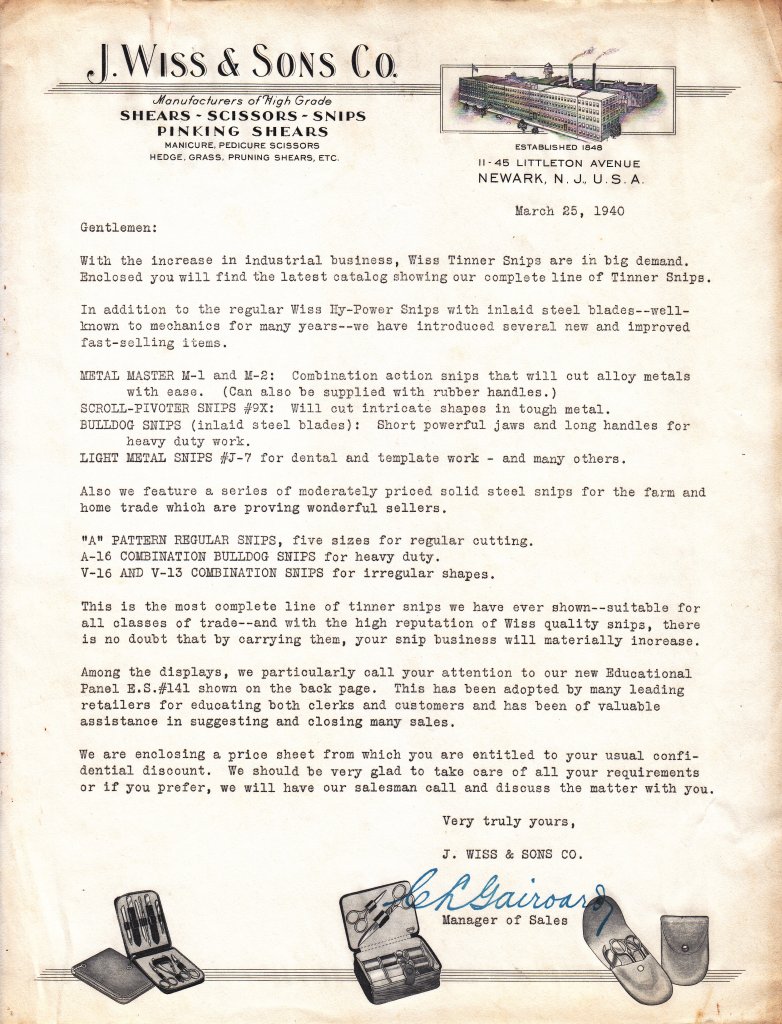 J. WISS & SONS CO.
Manufacturers of High Grade
SHEARS - SCISSORS - SNIPS
PINKING SHEARS
MANICURE, PEDICURE SCISSORS
HEDGE, GRASS, PRUNING SHEARS, ETC.
ESTABLISHED 1848
11-45 LITTLETON AVENUE
NEWARK, N. J., U. S. A.
March 25, 1940
Gentlemen:
With the increase in industrial business, Wiss Tinner Snips are in big demand.
Enclosed you will find the latest catalog showing our complete line of Tinner Snips.
In addition to the regular Wiss Hy-Power Snips with inlaid steel blades--well-
known to mechanics for many years--we have introduced several new and improved
fast-selling items.
METAL MASTER M-1 and M-2: Combination action snips that will cut alloy metals
with ease. (Can also be supplied with rubber handles.)
SCROLL-PIVOTER SNIPS #9X: Will cut intricate shapes in tough metal.
BULLDOG SNIPS (inlaid steel blades): Short powerful jaws and long handles for
heavy duty work.
LIGHT METAL SNIPS #J-7 for dental and template work - and many others.
Also we feature a series of moderately priced solid steel snips for the farm and
home trade which are proving wonderful sellers.
"A" PATTERN REGULAR SNIPS, five sizes for regular cutting.
A-16 COMBINATION BULLDOG SNIPS for heavy duty.
V-16 AND V-13 COMBINATION SNIPS for irregular shapes.
This is the most complete line of tinner snips we have ever shown--suitable for
all classes of trade--and with the high reputation of Wiss quality snips, there
is no doubt that by carrying them, your snip business will materially increase.
Among the displays, we particularly call your attention to our new Educational
Panel E.S.#141 shown on the back page. This has been adopted by many leading
retailers for educating both clerks and customers and has been of valuable
assistance in suggesting and closing many sales.
We are enclosing a price sheet from which you are entitled to your usual confi-
dential discount. We should be very glad to take care of all your requirements
or if you prefer, we will have our salesman call and discuss the matter with you.
Very truly yours,
J. WISS & SONS CO.
C L Gairoard
Manager of Sales